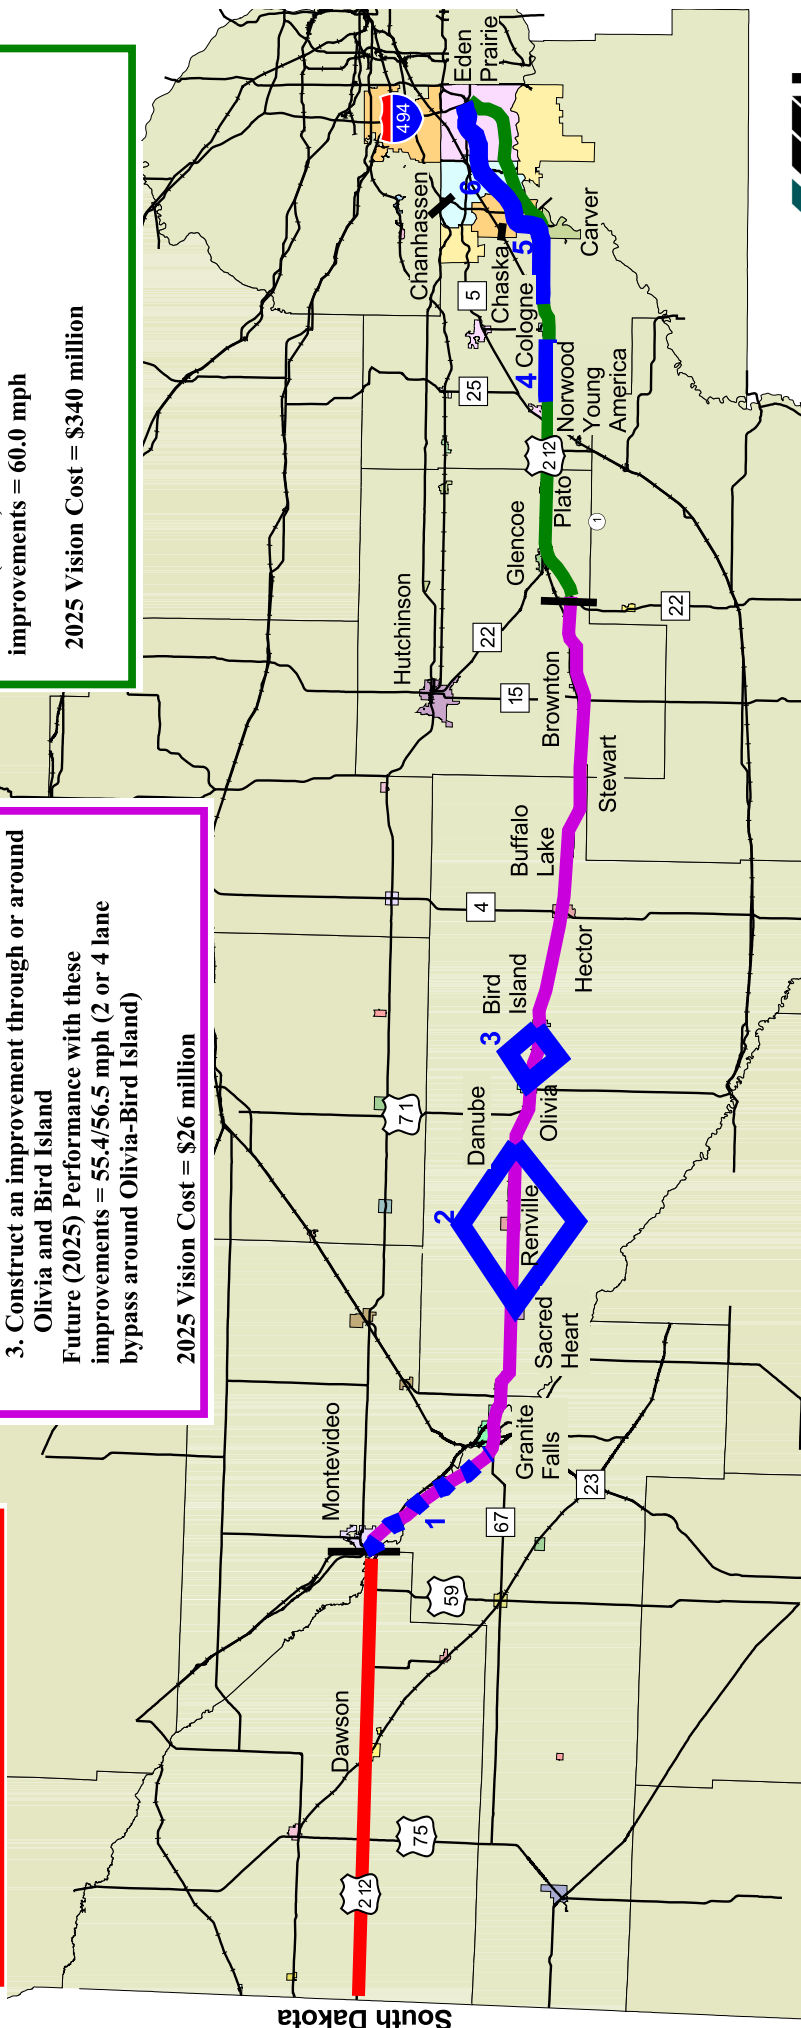 3. Construct an improvement through or around
Olivia and Bird Island
Future (2025) Performance with these
improvements = 55.4/56.5 mph (2 or 4 lane
bypass around Olivia-Bird Island)
2025 Vision Cost = $26 million
improvements = 60.0 mph
2025 Vision Cost = $340 million
South Dakota
212
75
Dawson
59
Montevideo
1
67
23
Granite
Falls
Sacred
Heart
2
Renville
Danube
71
Olivia
3
Bird
Island
Hector
4
Buffalo
Lake
Stewart
Brownton
15
Hutchinson
22
22
Glencoe
Plato
1
212
Norwood
Young
America
25
4
Cologne
5
Chaska
5
Chanhassen
Carver
6
494
Eden
Prairie